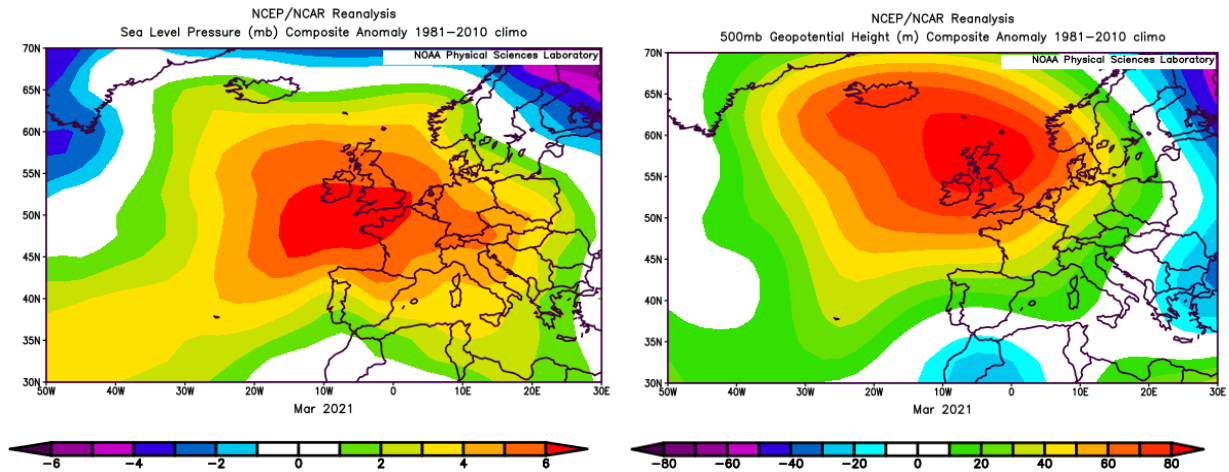 NCEP/NCAR Reanalysis
Sea Level Pressure (mb) Composite Anomaly 1981−2010 climo
NOAA Physical Sciences Laboratory
70N
65N
60N
55N
50N
45N
40N
35N
30N
50W 40W 30W 20W 10W 0 10E 20E 30E
Mar 2021
−6 −4 −2 0 2 4 6
NCEP/NCAR Reanalysis
500mb Geopotential Height (m) Composite Anomaly 1981−2010 climo
NOAA Physical Sciences Laboratory
70N
65N
60N
55N
50N
45N
40N
35N
30N
50W 40W 30W 20W 10W 0 10E 20E 30E
Mar 2021
−80 −60 −40 −20 0 20 40 60 80